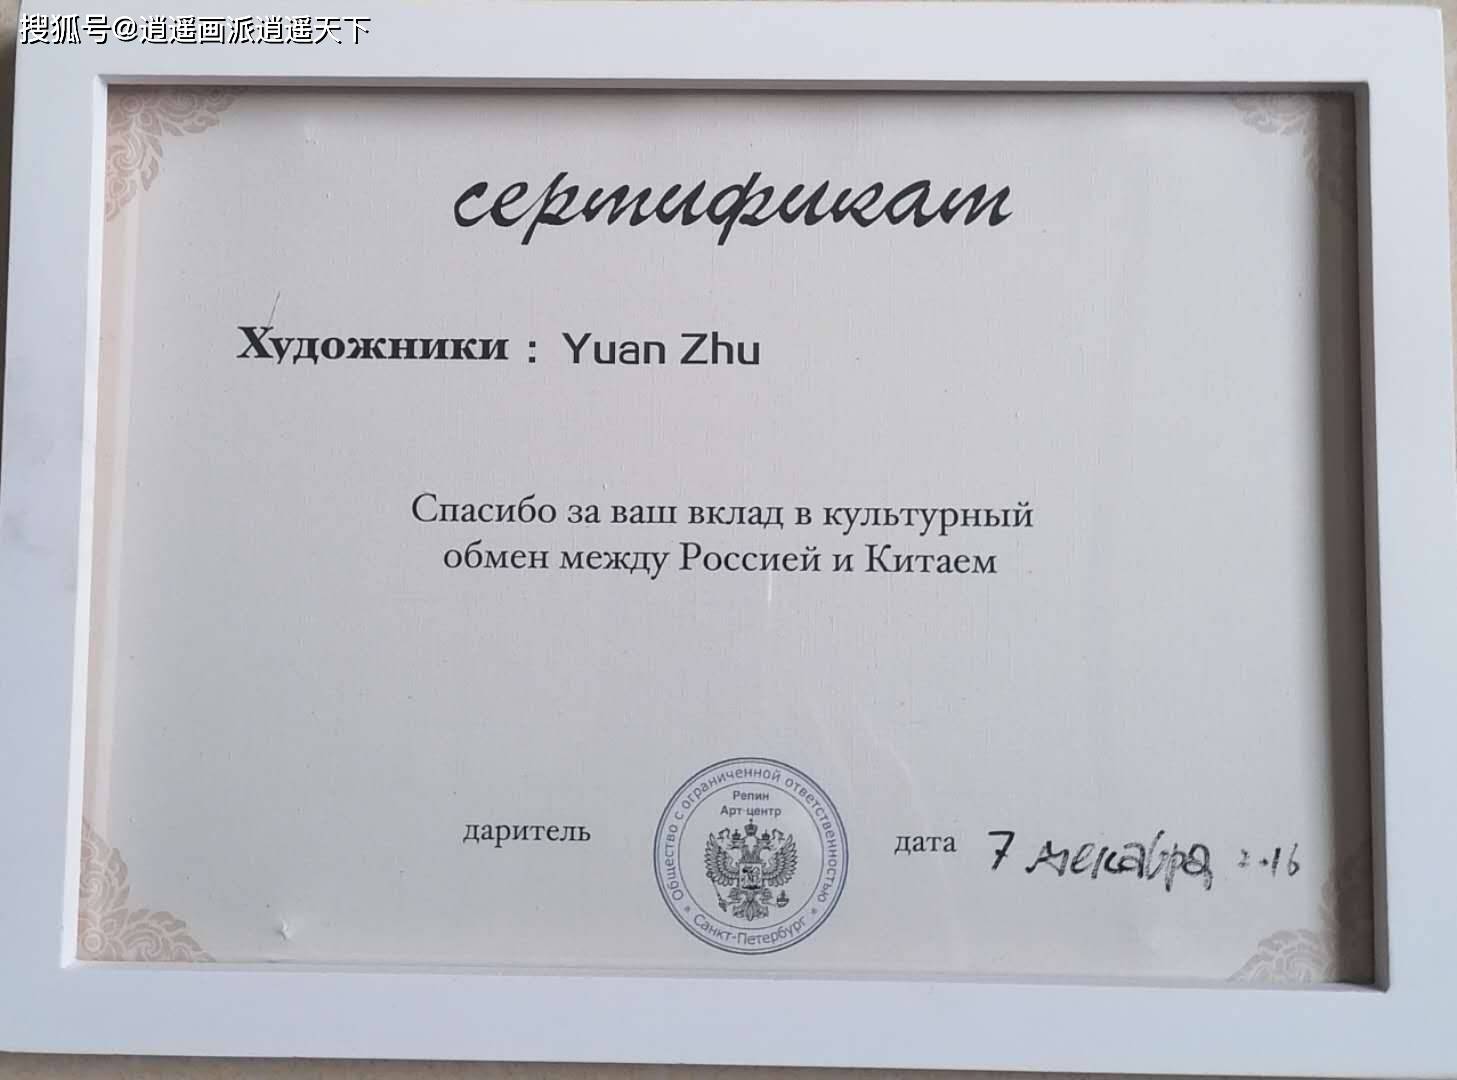 搜狐号@逍遥画派逍遥天下
сертификат
Художники : Yuan Zhu
Спасибо за ваш вклад в культурный
обмен между Россией и Китаем
даритель
Общество с ограниченной ответственностью
Репин
Арт-центр
* Санкт-Петербург *
дата 7 декабря 2016